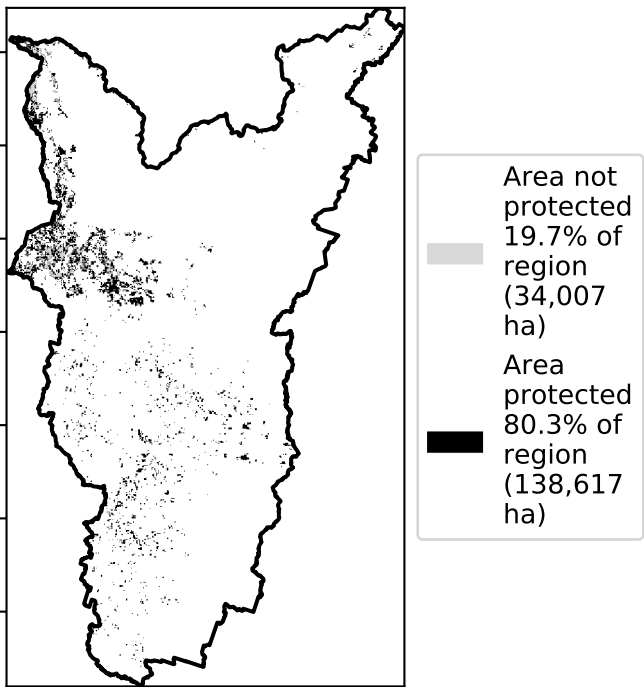 Area not
protected
19.7% of
region
(34,007
ha)
Area
protected
80.3% of
region
(138,617
ha)